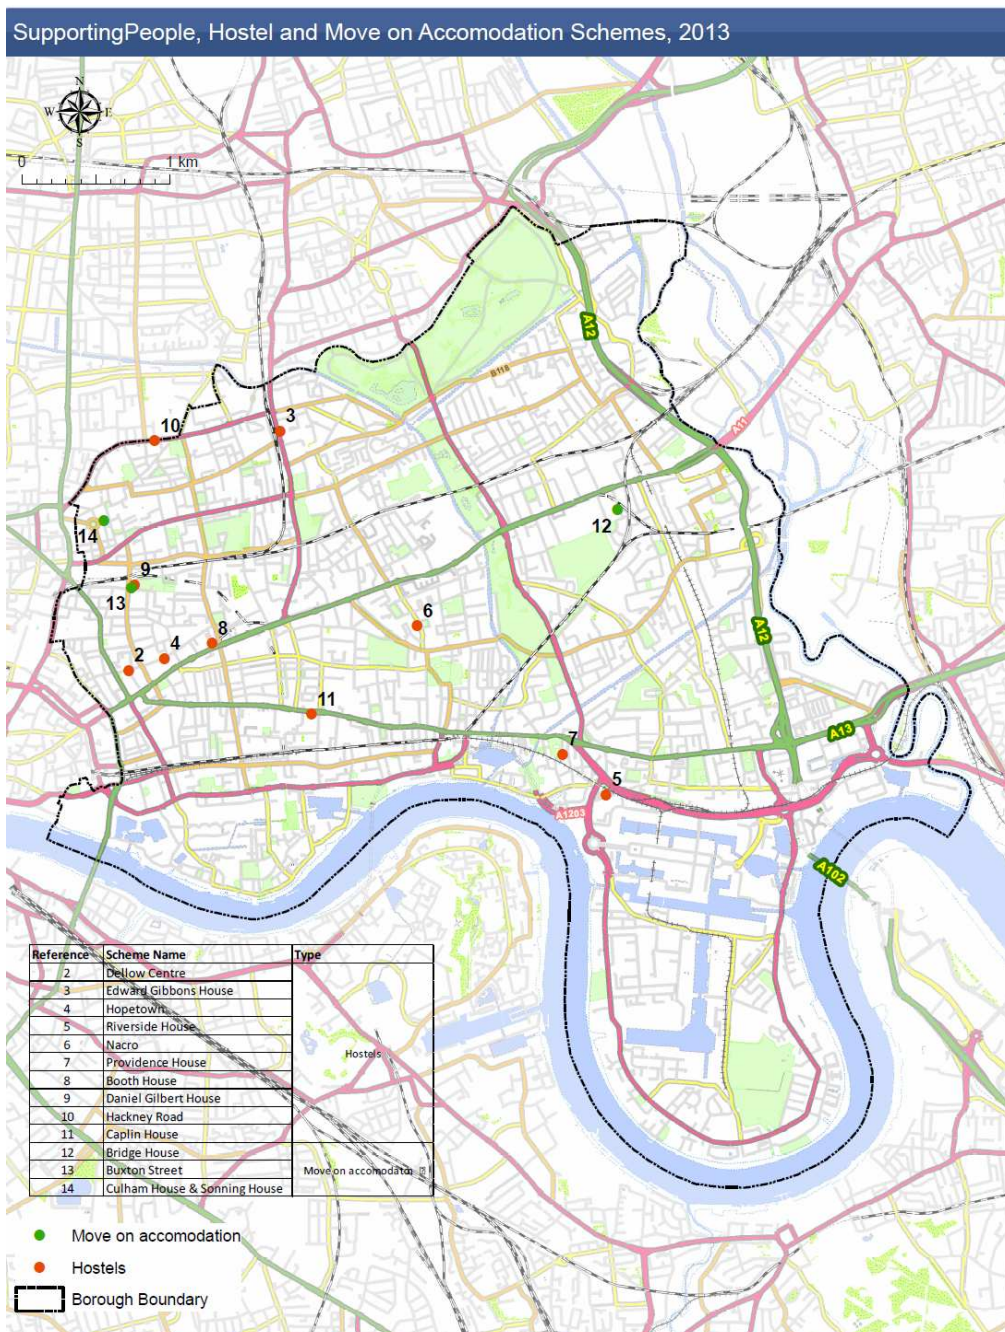 SupportingPeople, Hostel and Move on Accomodation Schemes, 2013
N
W E
S
0 1 km
A12
B118
A11
10
3
14
12
9
13
6
8
4
2
11
A12
7
A13
5
A1203
A102
Reference Scheme Name Type
2 Dellow Centre
3 Edward Gibbons House
4 Hopetown
5 Riverside House
6 Nacro
7 Providence House
Hostels
8 Booth House
9 Daniel Gilbert House
10 Hackney Road
11 Caplin House
12 Bridge House
13 Buxton Street Move on accomodation
14 Culham House & Sonning House
Move on accomodation
Hostels
Borough Boundary